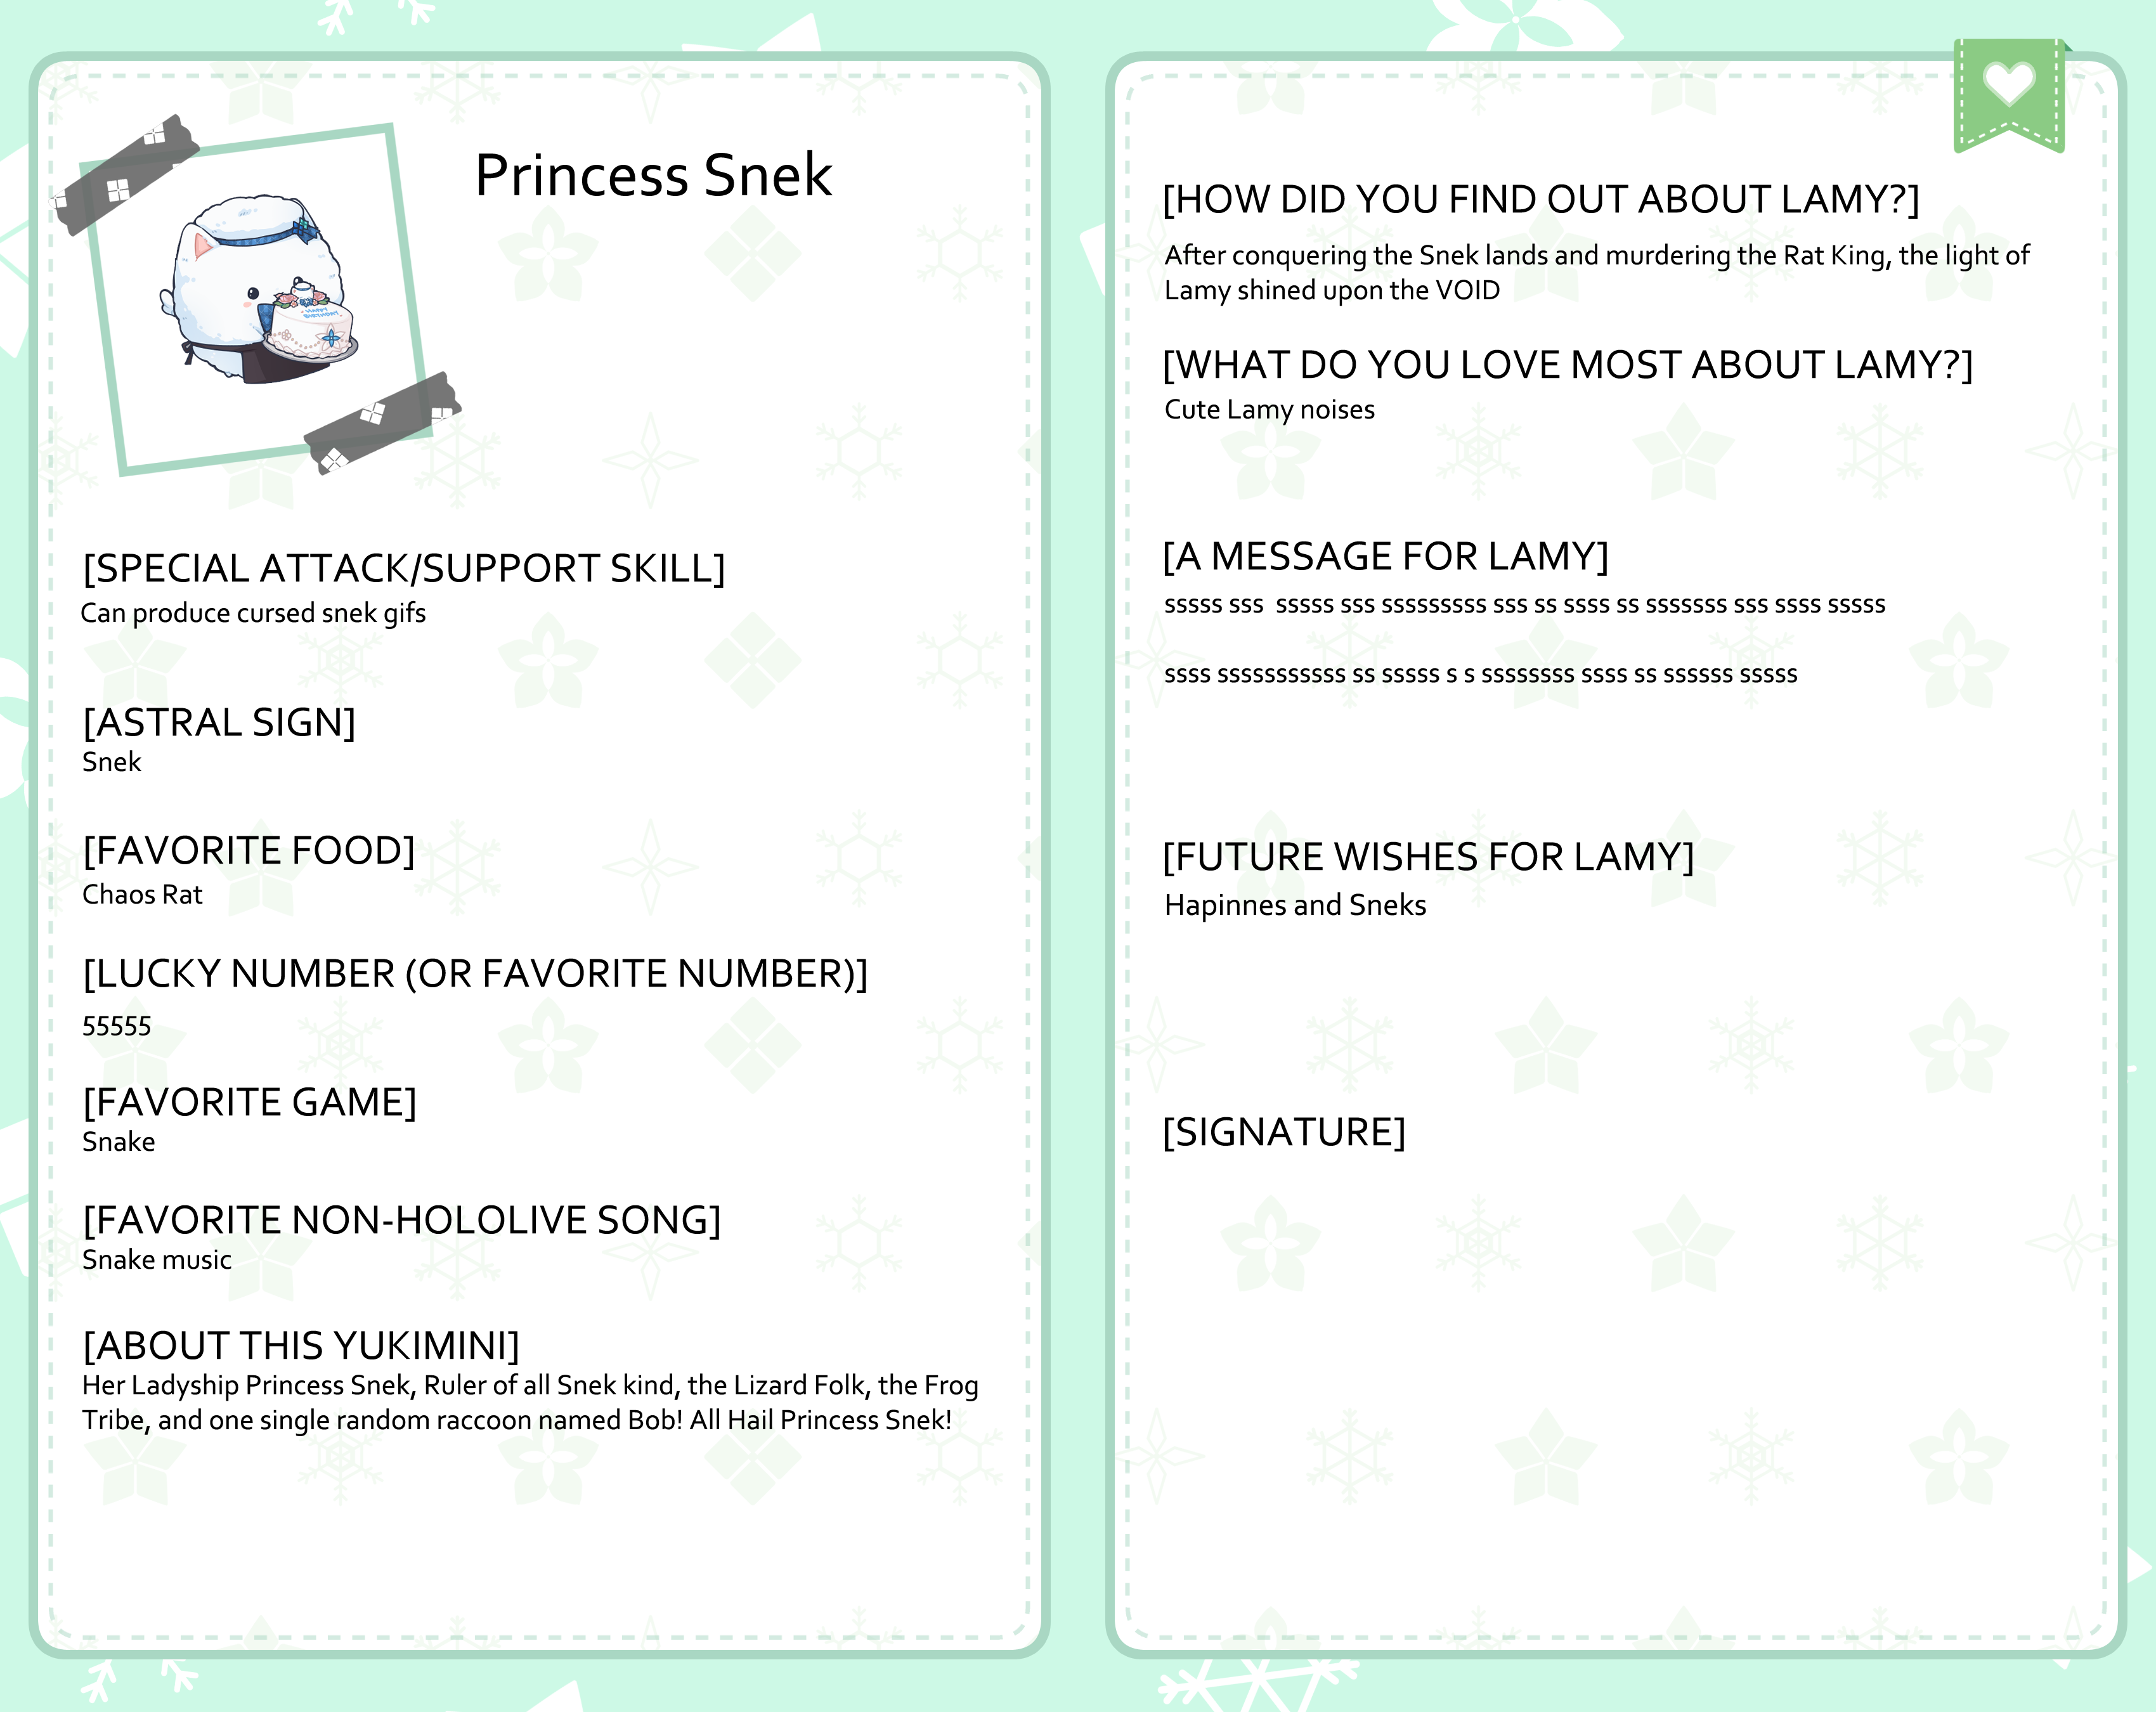 Princess Snek
HAPPY
BIRTHDAY
[SPECIAL ATTACK/SUPPORT SKILL]
Can produce cursed snek gifs
[ASTRAL SIGN]
Snek
[FAVORITE FOOD]
Chaos Rat
[LUCKY NUMBER (OR FAVORITE NUMBER)]
55555
[FAVORITE GAME]
Snake
[FAVORITE NON-HOLOLIVE SONG]
Snake music
[ABOUT THIS YUKIMINI]
Her Ladyship Princess Snek, Ruler of all Snek kind, the Lizard Folk, the Frog
Tribe, and one single random raccoon named Bob! All Hail Princess Snek!
[HOW DID YOU FIND OUT ABOUT LAMY?]
After conquering the Snek lands and murdering the Rat King, the light of
Lamy shined upon the VOID
[WHAT DO YOU LOVE MOST ABOUT LAMY?]
Cute Lamy noises
[A MESSAGE FOR LAMY]
sssss sss  sssss sss sssssssss sss ss ssss ss sssssss sss ssss sssss
ssss sssssssssss ss sssss s s ssssssss ssss ss ssssss sssss
[FUTURE WISHES FOR LAMY]
Hapinnes and Sneks
[SIGNATURE]